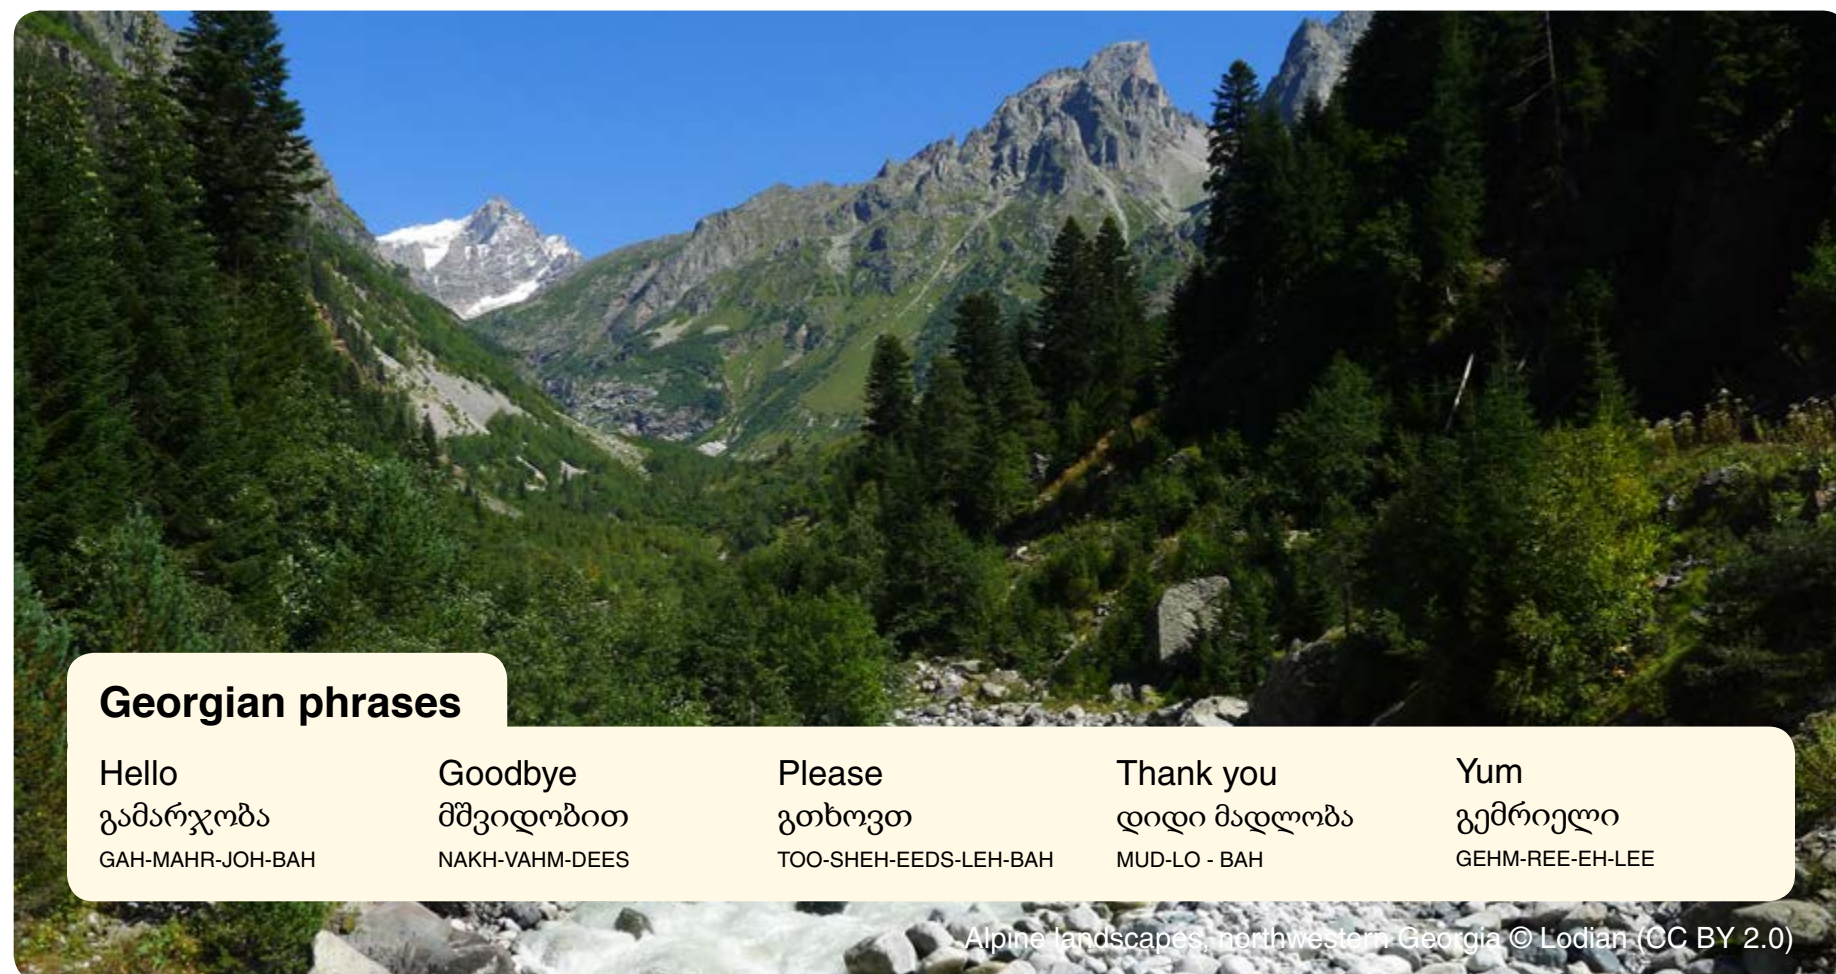 Georgian phrases
Hello
გამარჯობა
GAH-MAHR-JOH-BAH
Goodbye
მშვიდობით
NAKH-VAHM-DEES
Please
გთხოვთ
TOO-SHEH-EEDS-LEH-BAH
Thank you
დიდი მადლობა
MUD-LO - BAH
Yum
გემრიელი
GEHM-REE-EH-LEE
Alpine landscapes, northwestern Georgia © Lodian (CC BY 2.0)